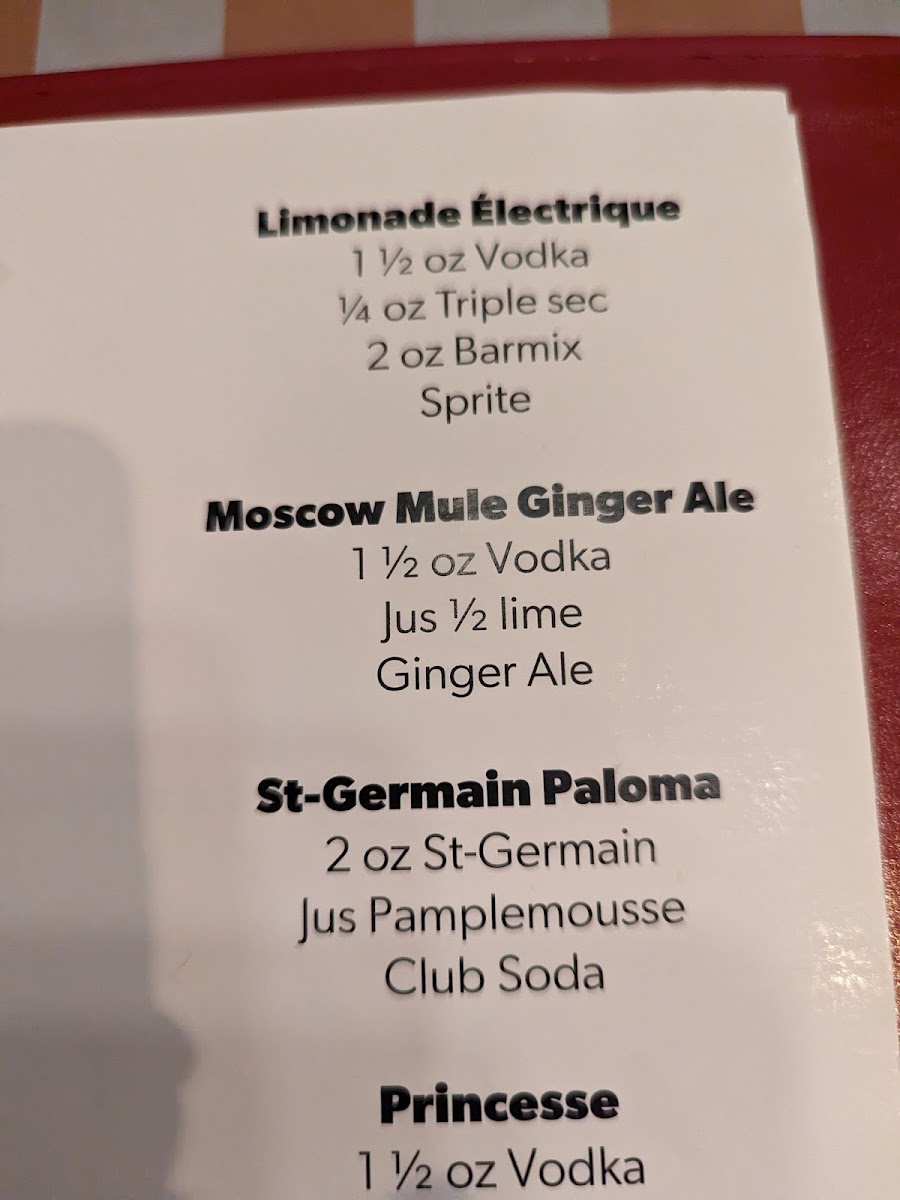 Limonade Électrique
1 ½ oz Vodka
¼ oz Triple sec
2 oz Barmix
Sprite
Moscow Mule Ginger Ale
1 ½ oz Vodka
Jus ½ lime
Ginger Ale
St-Germain Paloma
2 oz St-Germain
Jus Pamplemousse
Club Soda
Princesse
1 ½ oz Vodka